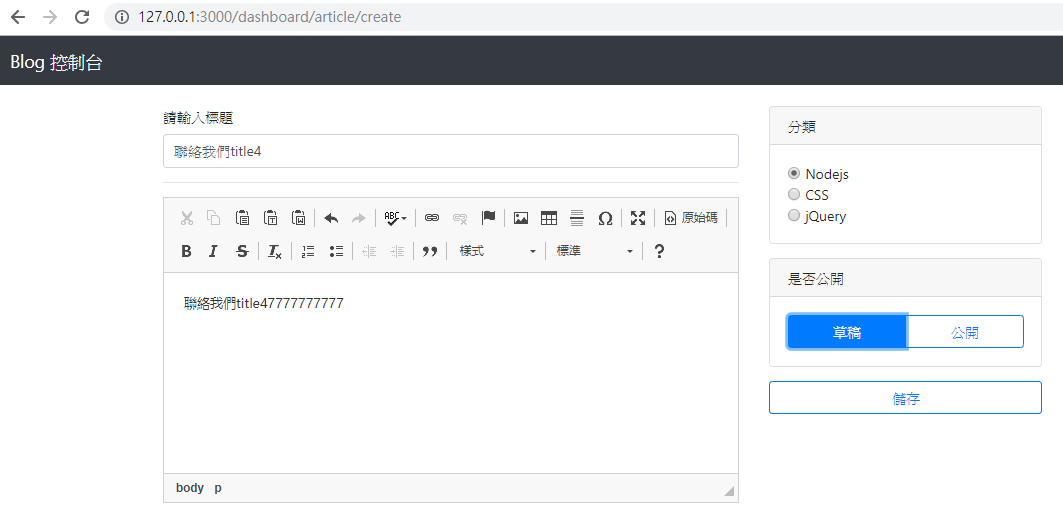 127.0.0.1:3000/dashboard/article/create
Blog 控制台
請輸入標題
聯絡我們title4
ABC
原始碼
B I S Ix
樣式 標準 ?
聯絡我們title47777777777
body p
分類
Nodejs
CSS
jQuery
是否公開
草稿 公開
儲存